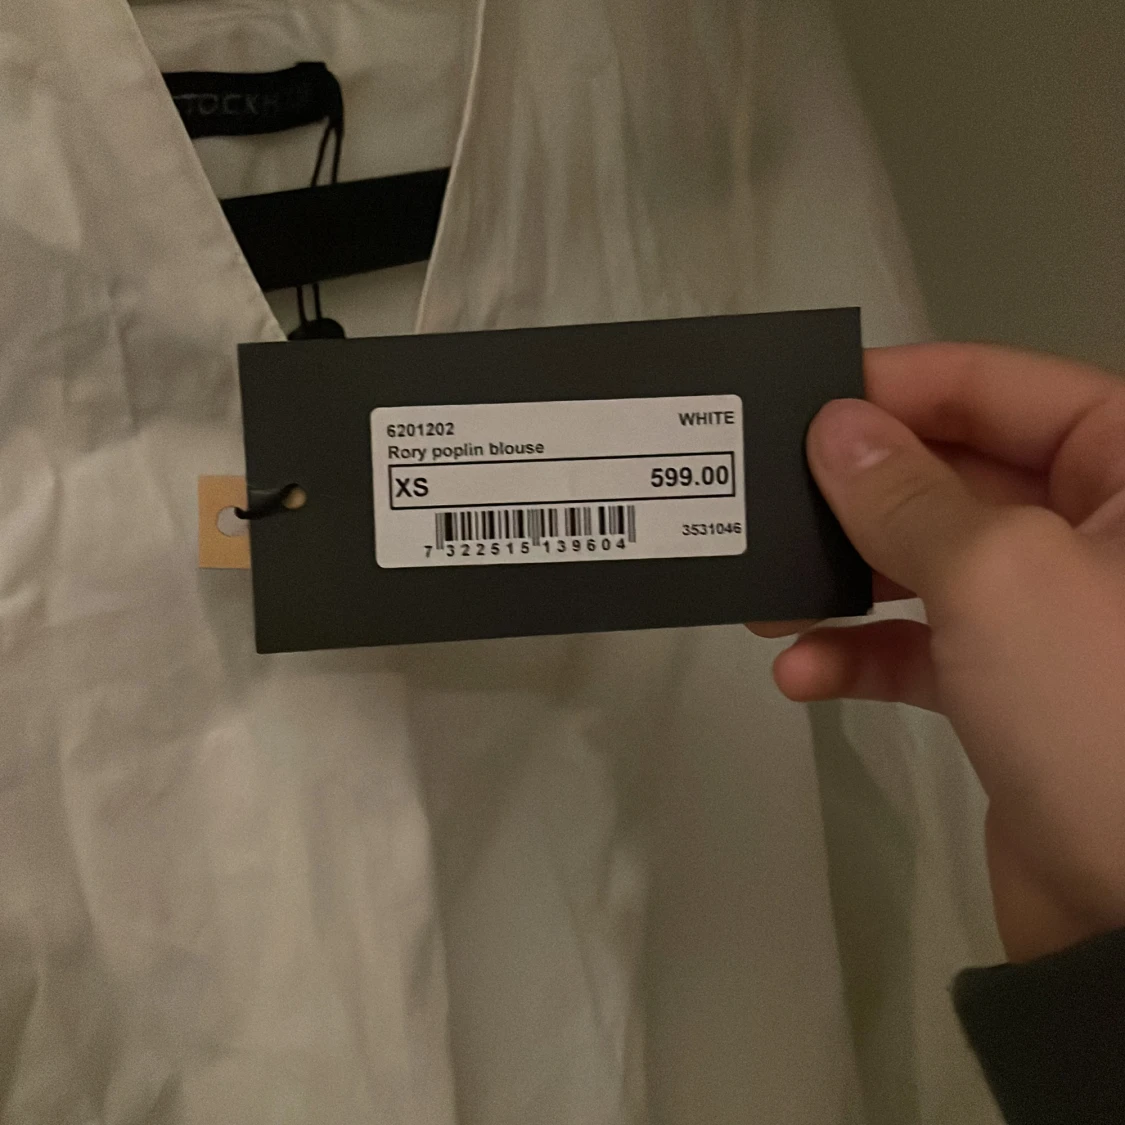 6201202 WHITE
Rory poplin blouse
XS 599.00
7 322515 139604 3531046